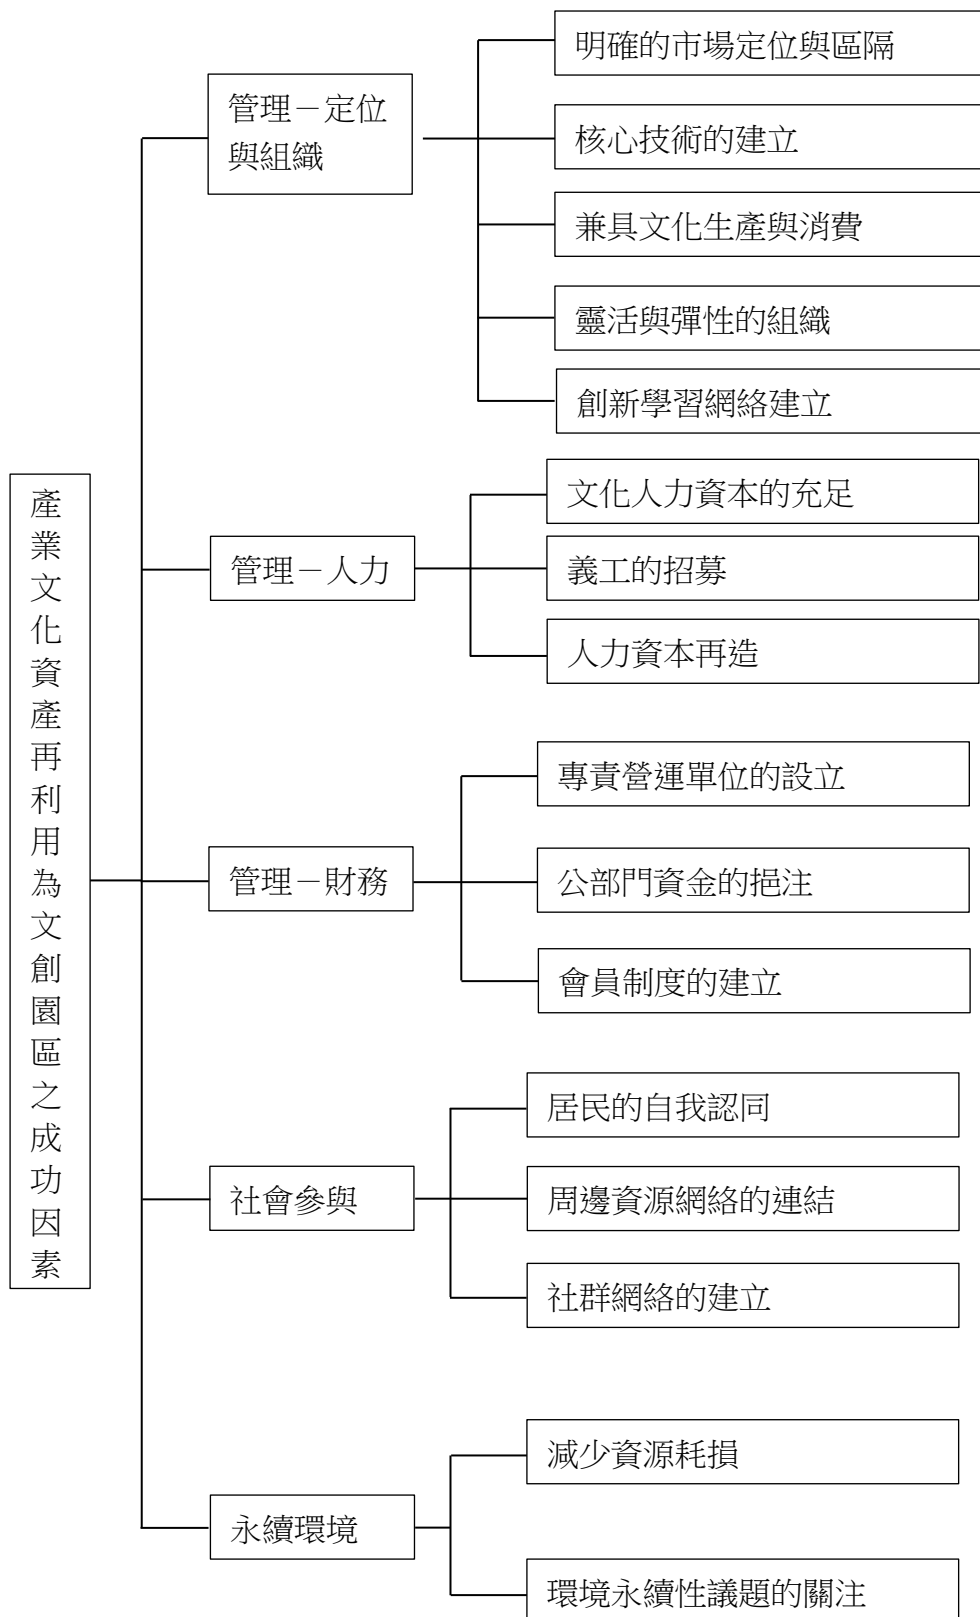 產業文化資產再利用為文創園區之成功因素
管理－定位
與組織
明確的市場定位與區隔
核心技術的建立
兼具文化生產與消費
靈活與彈性的組織
創新學習網絡建立
管理－人力
文化人力資本的充足
義工的招募
人力資本再造
管理－財務
專責營運單位的設立
公部門資金的挹注
會員制度的建立
社會參與
居民的自我認同
周邊資源網絡的連結
社群網絡的建立
永續環境
減少資源耗損
環境永續性議題的關注